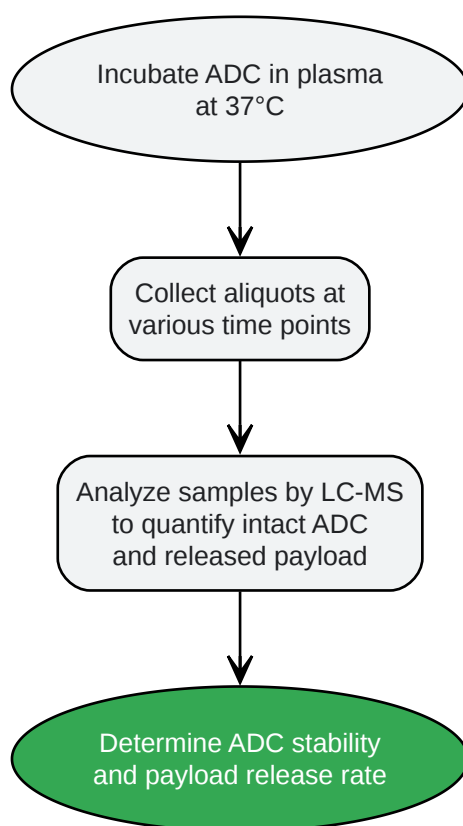 Incubate ADC in plasma
at 37°C
Collect aliquots at
various time points
Analyze samples by LC-MS
to quantify intact ADC
and released payload
Determine ADC stability
and payload release rate